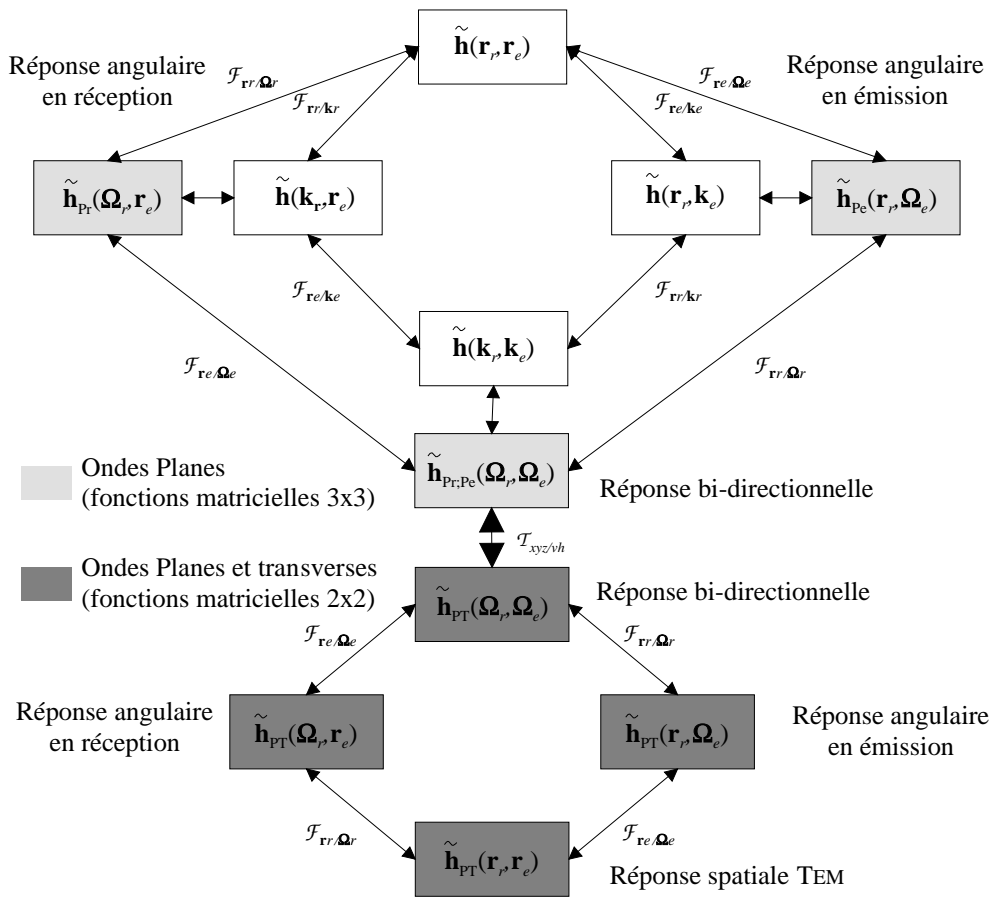 h̃(r_r,r_e)
Réponse angulaire
en réception
ℱ_rr/Ωr
ℱ_rr/kr
ℱ_re/Ωe
ℱ_re/ke
Réponse angulaire
en émission
h̃_Pr(Ω_r,r_e)
h̃(k_r,r_e)
h̃(r_r,k_e)
h̃_Pe(r_r,Ω_e)
ℱ_re/ke
ℱ_rr/kr
h̃(k_r,k_e)
ℱ_re/Ωe
ℱ_rr/Ωr
Ondes Planes
(fonctions matricielles 3x3)
h̃_Pr;Pe(Ω_r,Ω_e)
Réponse bi-directionnelle
𝒯_xyz/vh
Ondes Planes et transverses
(fonctions matricielles 2x2)
h̃_PT(Ω_r,Ω_e)
Réponse bi-directionnelle
ℱ_re/Ωe
ℱ_rr/Ωr
Réponse angulaire
en réception
h̃_PT(Ω_r,r_e)
h̃_PT(r_r,Ω_e)
Réponse angulaire
en émission
ℱ_rr/Ωr
ℱ_re/Ωe
h̃_PT(r_r,r_e)
Réponse spatiale TEM